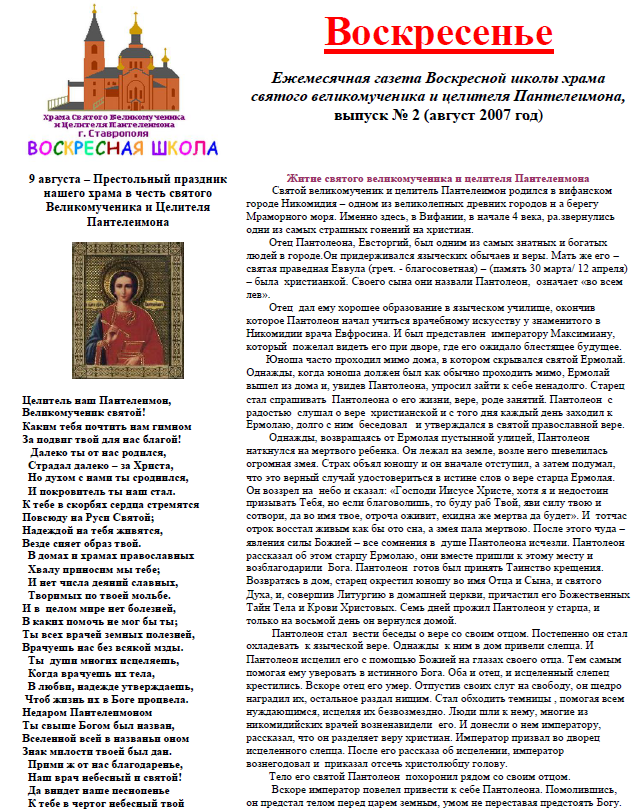 Храма Святого Великомученика
и Целителя Пантелеимона
г. Ставрополя
ВОСКРЕСНАЯ ШКОЛА
Воскресенье
Ежемесячная газета Воскресной школы храма
святого великомученика и целителя Пантелеимона,
выпуск № 2 (август 2007 год)
9 августа – Престольный праздник
нашего храма в честь святого
Великомученика и Целителя
Пантелеимона
Целитель наш Пантелеимон,
Великомученик святой!
Каким тебя почтить нам гимном
За подвиг твой для нас благой!
Далеко ты от нас родился,
Страдал далеко – за Христа,
Но духом с нами ты сроднился,
И покровитель ты наш стал.
К тебе в скорбях сердца стремятся
Повсюду на Руси Святой;
Надеждой на тебя живятся,
Везде сияет образ твой.
В домах и храмах православных
Хвалу приносим мы тебе;
И нет числа деяний славных,
Творимых по твоей мольбе.
И в целом мире нет болезней,
В каких помочь не мог бы ты;
Ты всех врачей земных полезней,
Врачуешь нас без всякой мзды.
Ты души многих исцеляешь,
Когда врачуешь их тела,
В любви, надежде утверждаешь,
Чтоб жизнь их в Боге процвела.
Недаром Пантелеимоном
Ты свыше Богом был назван,
Вселенной всей в названьи оном
Знак милости твоей был дан.
Прими ж от нас благодаренье,
Наш врач небесный и святой!
Да внидет наше песнопенье
К тебе в чертог небесный твой
Житие святого великомученика и целителя Пантелеимона
Святой великомученик и целитель Пантелеимон родился в вифанском
городе Никомидия – одном из великолепных древних городов н а берегу
Мраморного моря. Именно здесь, в Вифании, в начале 4 века, ра.звернулись
одни из самых страшных гонений на христиан.
Отец Пантолеона, Евсторгий, был одним из самых знатных и богатых
людей в городе.Он придерживался языческих обычаев и веры. Мать же его –
святая праведная Еввула (греч. - благосоветная) – (память 30 марта/ 12 апреля)
– была христианкой. Своего сына они назвали Пантолеон, означает «во всем
лев».
Отец дал ему хорошее образование в языческом училище, окончив
которое Пантолеон начал учиться врачебному искусству у знаменитого в
Никомидии врача Евфросина. И был представлен императору Максимиану,
который пожелал видеть его при дворе, где его ожидало блестящее будущее.
Юноша часто проходил мимо дома, в котором скрывался святой Ермолай.
Однажды, когда юноша должен был как обычно проходить мимо, Ермолай
вышел из дома и, увидев Пантолеона, упросил зайти к себе ненадолго. Старец
стал спрашивать Пантолеона о его жизни, вере, роде занятий. Пантолеон с
радостью слушал о вере христианской и с того дня каждый день заходил к
Ермолаю, долго с ним беседовал и утверждался в святой православной вере.
Однажды, возвращаясь от Ермолая пустынной улицей, Пантолеон
наткнулся на мертвого ребенка. Он лежал на земле, возле него шевелилась
огромная змея. Страх объял юношу и он вначале отступил, а затем подумал,
что это верный случай удостовериться в истине слов о вере старца Ермолая.
Он воззрел на небо и сказал: «Господи Иисусе Христе, хотя я и недостоин
призывать Тебя, но если благоволишь, то буду раб Твой, яви силу твою и
сотвори, да во имя твое, отроча оживит, ехидна же мертва да будет». И тотчас
отрок восстал живым как бы ото сна, а змея пала мертвою. После этого чуда –
явления силы Божией – все сомнения в душе Пантолеона исчезли. Пантолеон
рассказал об этом старцу Ермолаю, они вместе пришли к этому месту и
возблагодарили Бога. Пантолеон готов был принять Таинство крещения.
Возвратясь в дом, старец окрестил юношу во имя Отца и Сына, и святого
Духа, и, совершив Литургию в домашней церкви, причастил его Божественных
Тайн Тела и Крови Христовых. Семь дней прожил Пантолеон у старца, и
только на восьмой день он вернулся домой.
Пантолеон стал вести беседы о вере со своим отцом. Постепенно он стал
охладевать к языческой вере. Однажды к ним в дом привели слепца. И
Пантолеон исцелил его с помощью Божией на глазах своего отца. Тем самым
помогая ему уверовать в истинного Бога. Оба и отец, и исцеленный слепец
крестились. Вскоре отец его умер. Отпустив своих слуг на свободу, он щедро
наградил их, остальное раздал нищим. Стал обходить темницы , помогая всем
нуждающимся, исцеляя их безвозмездно. Люди шли к нему, многие из
никомидийских врачей возненавидели его. И донесли о нем императору,
рассказал, что он разделяет веру христиан. Император призвал во дворец
исцеленного слепца. После его рассказа об исцелении, император
вознегодовал и приказал отсечь христолюбцу голову.
Тело его святой Пантолеон похоронил рядом со своим отцом.
Вскоре император повелел привести к себе Пантолеона. Помолившись,
он предстал телом перед царем земным, умом не переставая предстоять Богу.